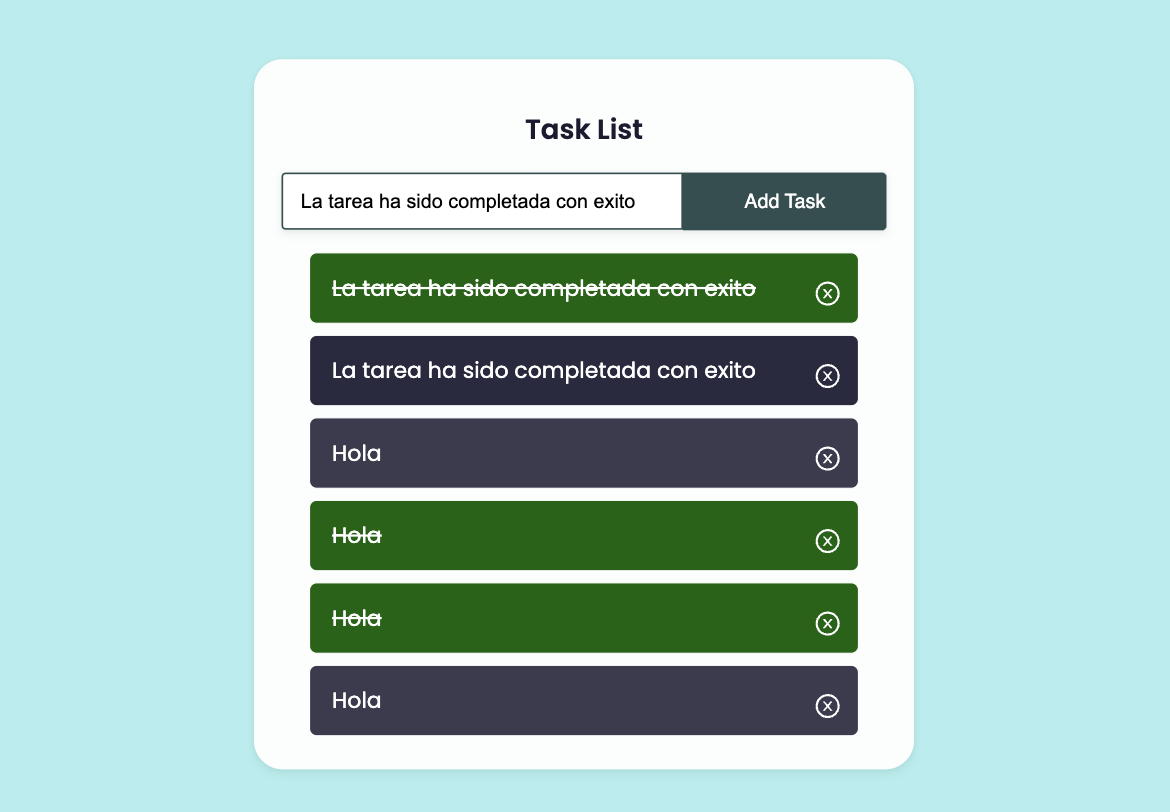 Task List
La tarea ha sido completada con exito
Add Task
La tarea ha sido completada con exito
La tarea ha sido completada con exito
Hola
Hola
Hola
Hola